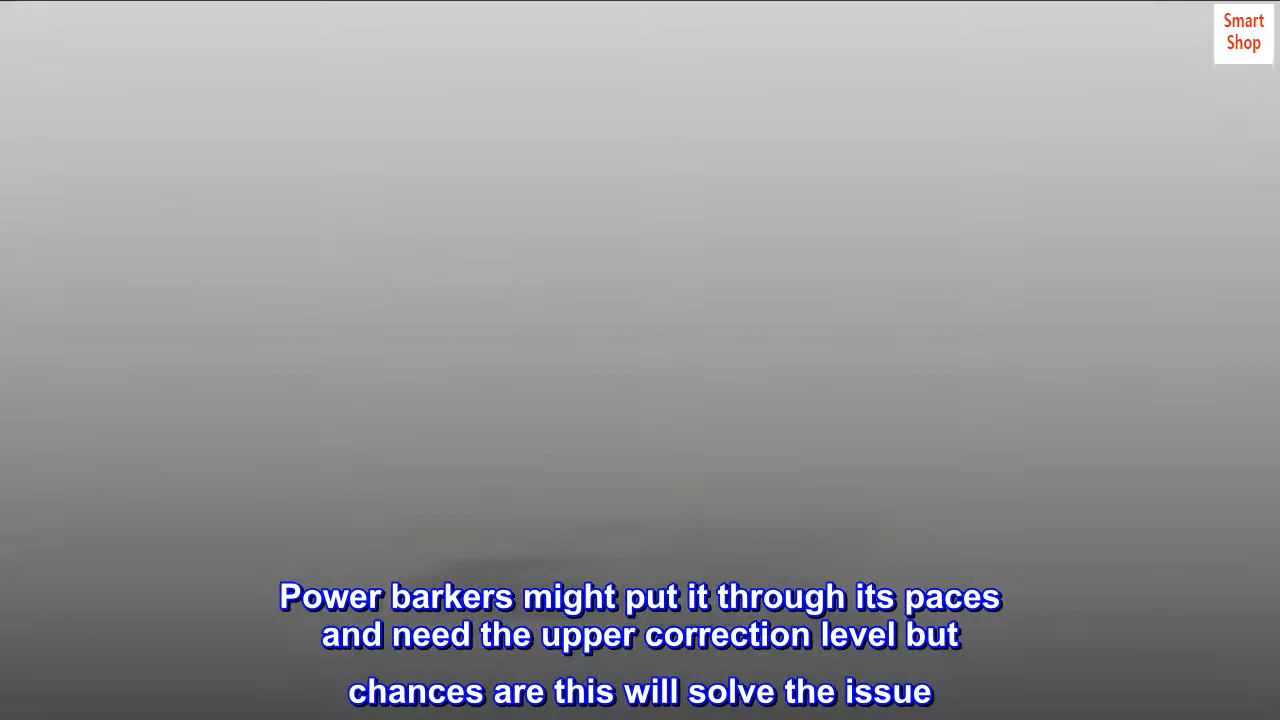 Smart
Shop
Power barkers might put it through its paces
and need the upper correction level but
chances are this will solve the issue